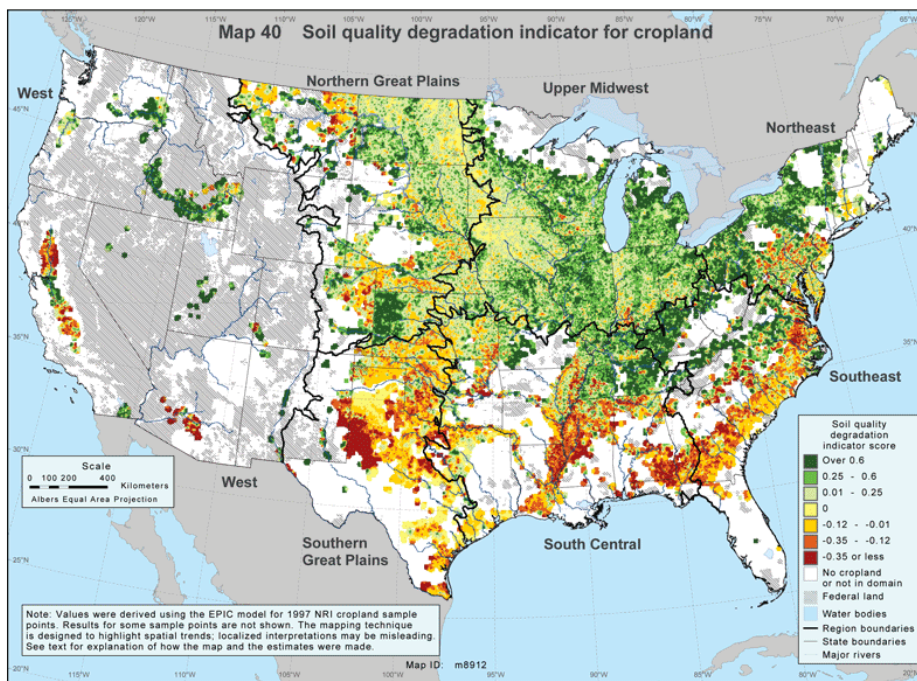 Map 40 Soil quality degradation indicator for cropland
West
Northern Great Plains
Upper Midwest
Northeast
45°N
45°N
40°N
40°N
35°N
35°N
30°N
30°N
25°N
25°N
20°N
20°N
Southeast
South Central
Southern
Great Plains
West
Scale
0 100 200 400
Kilometers
Albers Equal Area Projection
Soil quality
degradation
indicator score
Over 0.6
0.25 - 0.6
0.01 - 0.25
0
-0.12 - -0.01
-0.35 - -0.12
-0.35 or less
No cropland
or not in domain
Federal land
Water bodies
Region boundaries
State boundaries
Major rivers
Note: Values were derived using the EPIC model for 1997 NRI cropland sample
points. Results for some sample points are not shown. The mapping technique
is designed to highlight spatial trends; localized interpretations may be misleading.
See text for explanation of how the map and the estimates were made.
Map ID: m8912
115°W
110°W
105°W
100°W
95°W
90°W
85°W
80°W